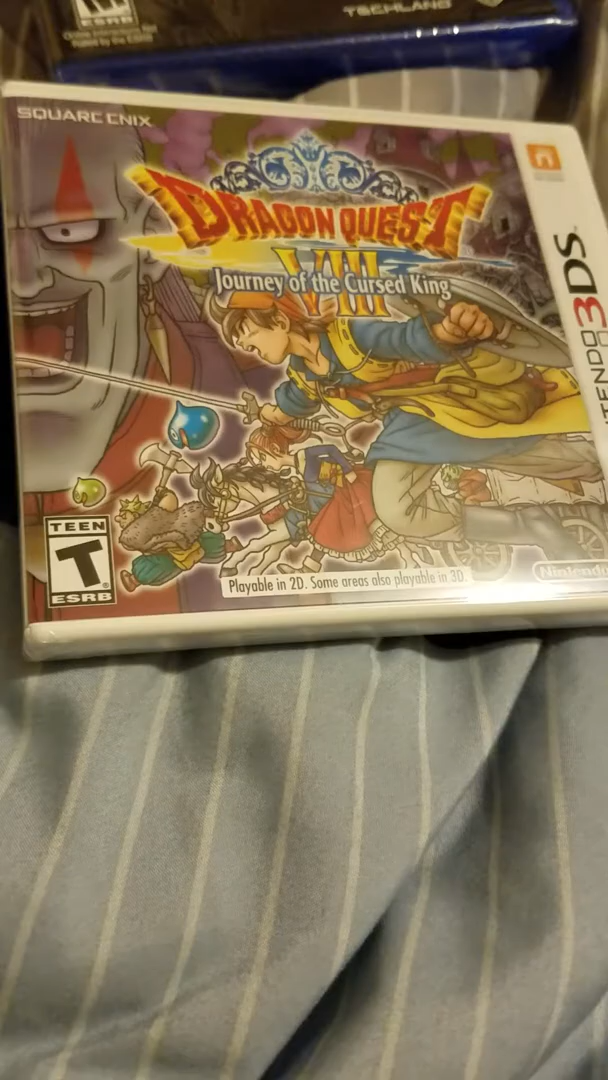 ESRB
TECHLAND
SQUARE ENIX
DRAGON QUEST
VIII
Journey of the Cursed King
NINTENDO 3DS
TEEN
T
ESRB
Playable in 2D. Some areas also playable in 3D.
Nintendo